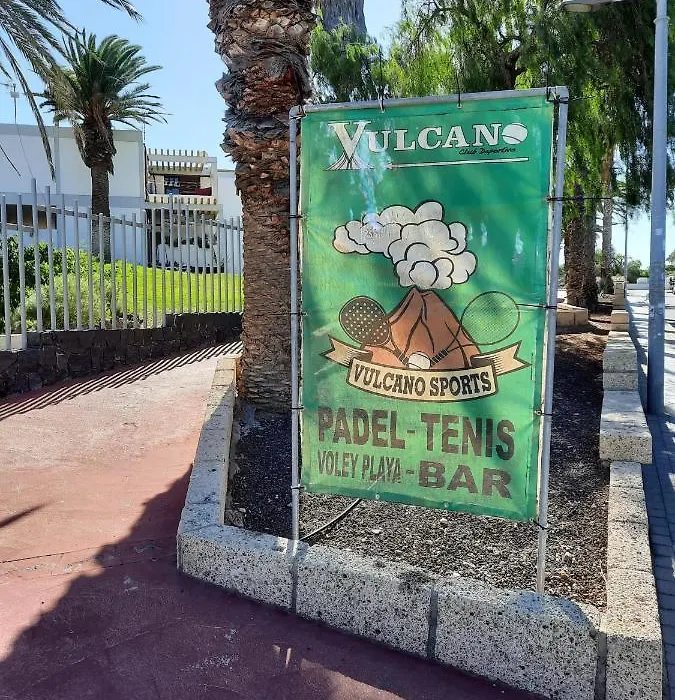 VULCANO
Club Deportivo
VULCANO SPORTS
PADEL-TENIS
VOLEY PLAYA-BAR